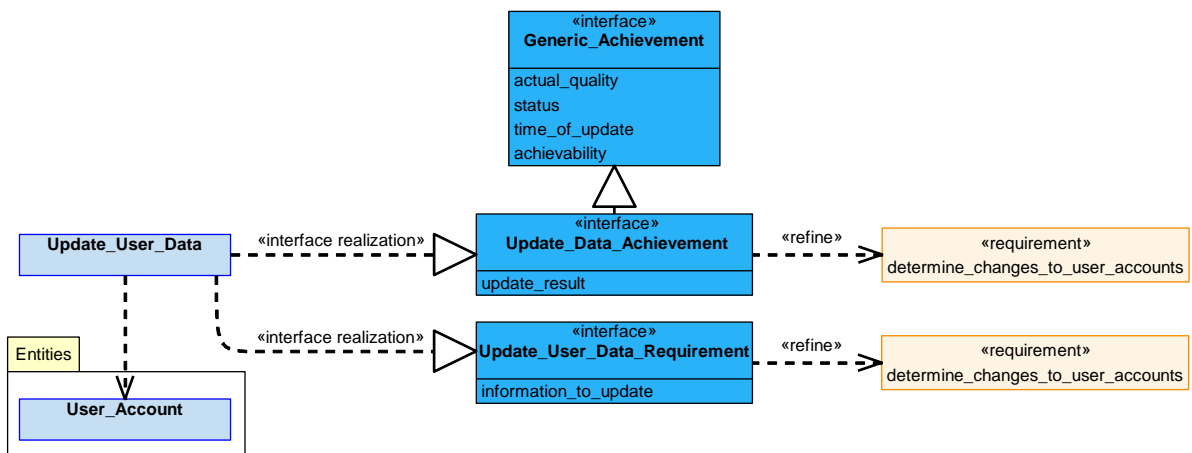 «interface»
Generic_Achievement
actual_quality
status
time_of_update
achievability
Update_User_Data
«interface realization»
«interface»
Update_Data_Achievement
update_result
«refine»
«requirement»
determine_changes_to_user_accounts
«interface realization»
«interface»
Update_User_Data_Requirement
information_to_update
«refine»
«requirement»
determine_changes_to_user_accounts
Entities
User_Account